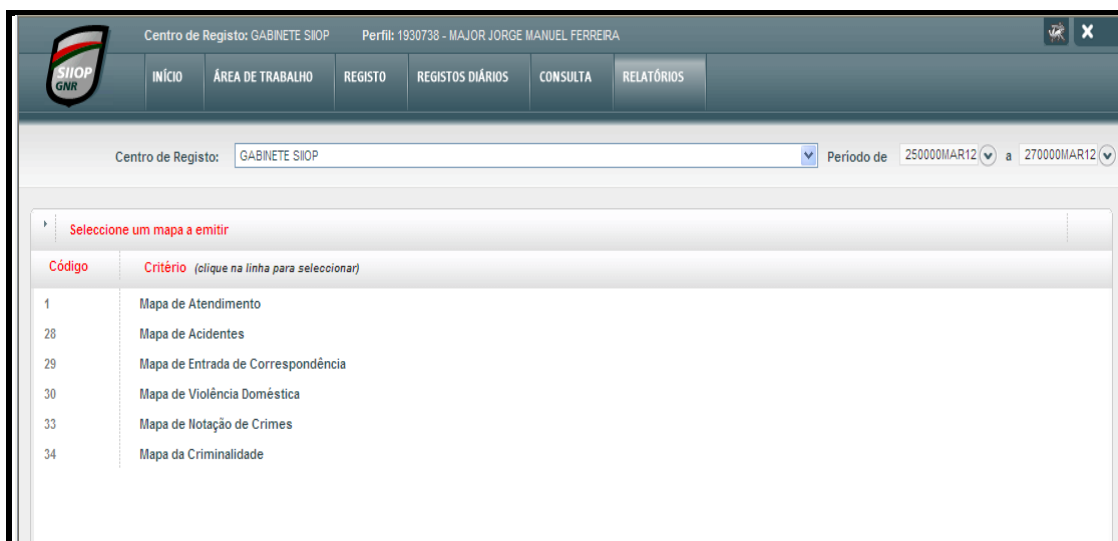 Centro de Registo: GABINETE SIIOP Perfil: 1930738 - MAJOR JORGE MANUEL FERREIRA
SIIOP
GNR
INÍCIO ÁREA DE TRABALHO REGISTO REGISTOS DIÁRIOS CONSULTA RELATÓRIOS
Centro de Registo: GABINETE SIIOP Período de 250000MAR12 a 270000MAR12
Seleccione um mapa a emitir
Código Critério (clique na linha para seleccionar)
1 Mapa de Atendimento
28 Mapa de Acidentes
29 Mapa de Entrada de Correspondência
30 Mapa de Violência Doméstica
33 Mapa de Notação de Crimes
34 Mapa da Criminalidade